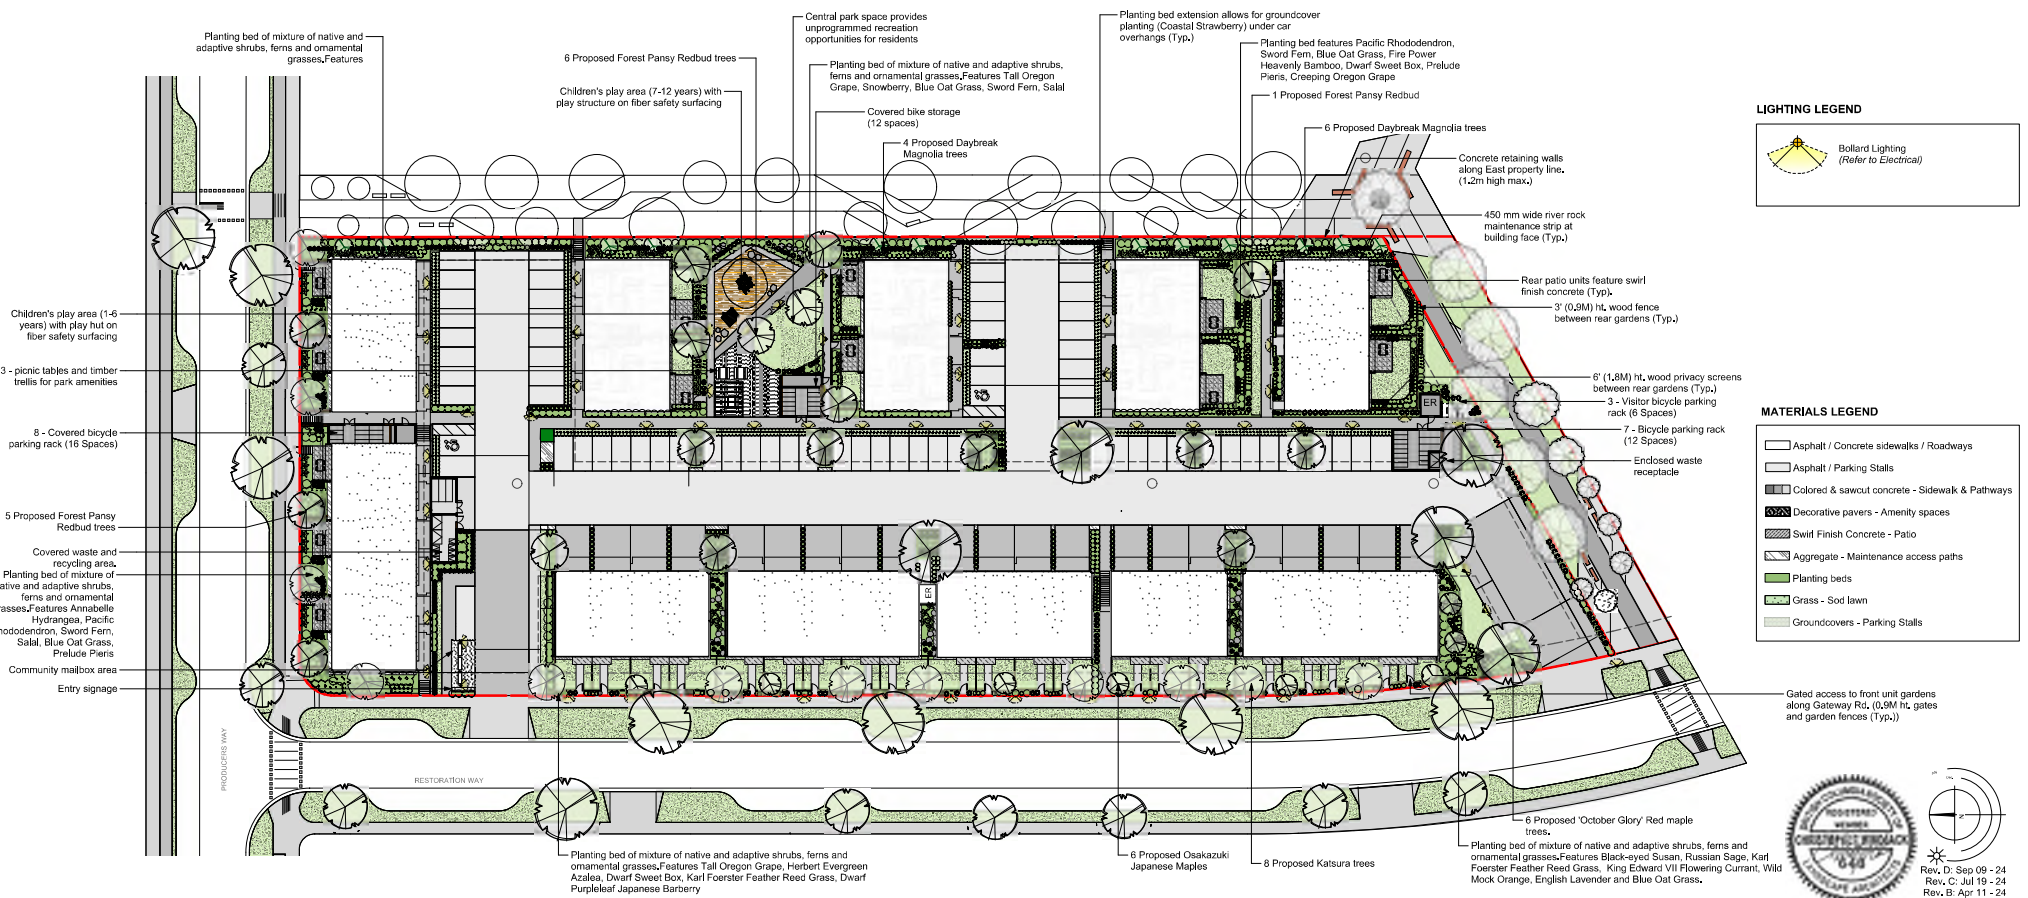 Planting bed of mixture of native and
adaptive shrubs, ferns and ornamental
grasses.Features
Central park space provides
unprogrammed recreation
opportunities for residents
6 Proposed Forest Pansy Redbud trees
Children's play area (7-12 years) with
play structure on fiber safety surfacing
Planting bed of mixture of native and adaptive shrubs,
ferns and ornamental grasses.Features Tall Oregon
Grape, Snowberry, Blue Oat Grass, Sword Fern, Salal
Covered bike storage
(12 spaces)
4 Proposed Daybreak
Magnolia trees
Planting bed extension allows for groundcover
planting (Coastal Strawberry) under car
overhangs (Typ.)
Planting bed features Pacific Rhododendron,
Sword Fern, Blue Oat Grass, Fire Power
Heavenly Bamboo, Dwarf Sweet Box, Prelude
Pieris, Creeping Oregon Grape
1 Proposed Forest Pansy Redbud
6 Proposed Daybreak Magnolia trees
Concrete retaining walls
along East property line.
(1.2m high max.)
450 mm wide river rock
maintenance strip at
building face (Typ.)
Rear patio units feature swirl
finish concrete (Typ).
3' (0.9M) ht. wood fence
between rear gardens (Typ.)
6' (1.8M) ht. wood privacy screens
between rear gardens (Typ.)
3 - Visitor bicycle parking
rack (6 Spaces)
7 - Bicycle parking rack
(12 Spaces)
Enclosed waste
receptacle
LIGHTING LEGEND
Bollard Lighting
(Refer to Electrical)
MATERIALS LEGEND
Asphalt / Concrete sidewalks / Roadways
Asphalt / Parking Stalls
Colored & sawcut concrete - Sidewalk & Pathways
Decorative pavers - Amenity spaces
Swirl Finish Concrete - Patio
Aggregate - Maintenance access paths
Planting beds
Grass - Sod lawn
Groundcovers - Parking Stalls
Children's play area (1-6
years) with play hut on
fiber safety surfacing
3 - picnic tables and timber
trellis for park amenities
8 - Covered bicycle
parking rack (16 Spaces)
5 Proposed Forest Pansy
Redbud trees
Covered waste and
recycling area.
Planting bed of mixture of
native and adaptive shrubs,
ferns and ornamental
rasses.Features Annabelle
Hydrangea, Pacific
hododendron, Sword Fern,
Salal, Blue Oat Grass,
Prelude Pieris
Community mailbox area
Entry signage
ER
ER
PRODUCERS WAY
RESTORATION WAY
Gated access to front unit gardens
along Gateway Rd. (0.9M ht. gates
and garden fences (Typ.))
6 Proposed 'October Glory' Red maple
trees.
Planting bed of mixture of native and adaptive shrubs, ferns and
ornamental grasses.Features Tall Oregon Grape, Herbert Evergreen
Azalea, Dwarf Sweet Box, Karl Foerster Feather Reed Grass, Dwarf
Purpleleaf Japanese Barberry
6 Proposed Osakazuki
Japanese Maples
8 Proposed Katsura trees
Planting bed of mixture of native and adaptive shrubs, ferns and
ornamental grasses.Features Black-eyed Susan, Russian Sage, Karl
Foerster Feather Reed Grass, King Edward VII Flowering Currant, Wild
Mock Orange, English Lavender and Blue Oat Grass.
BRITISH COLUMBIA SOCIETY OF
LANDSCAPE ARCHITECTS
REGISTERED
MEMBER
N
Rev. D: Sep 09 - 24
Rev. C: Jul 19 - 24
Rev. B: Apr 11 - 24